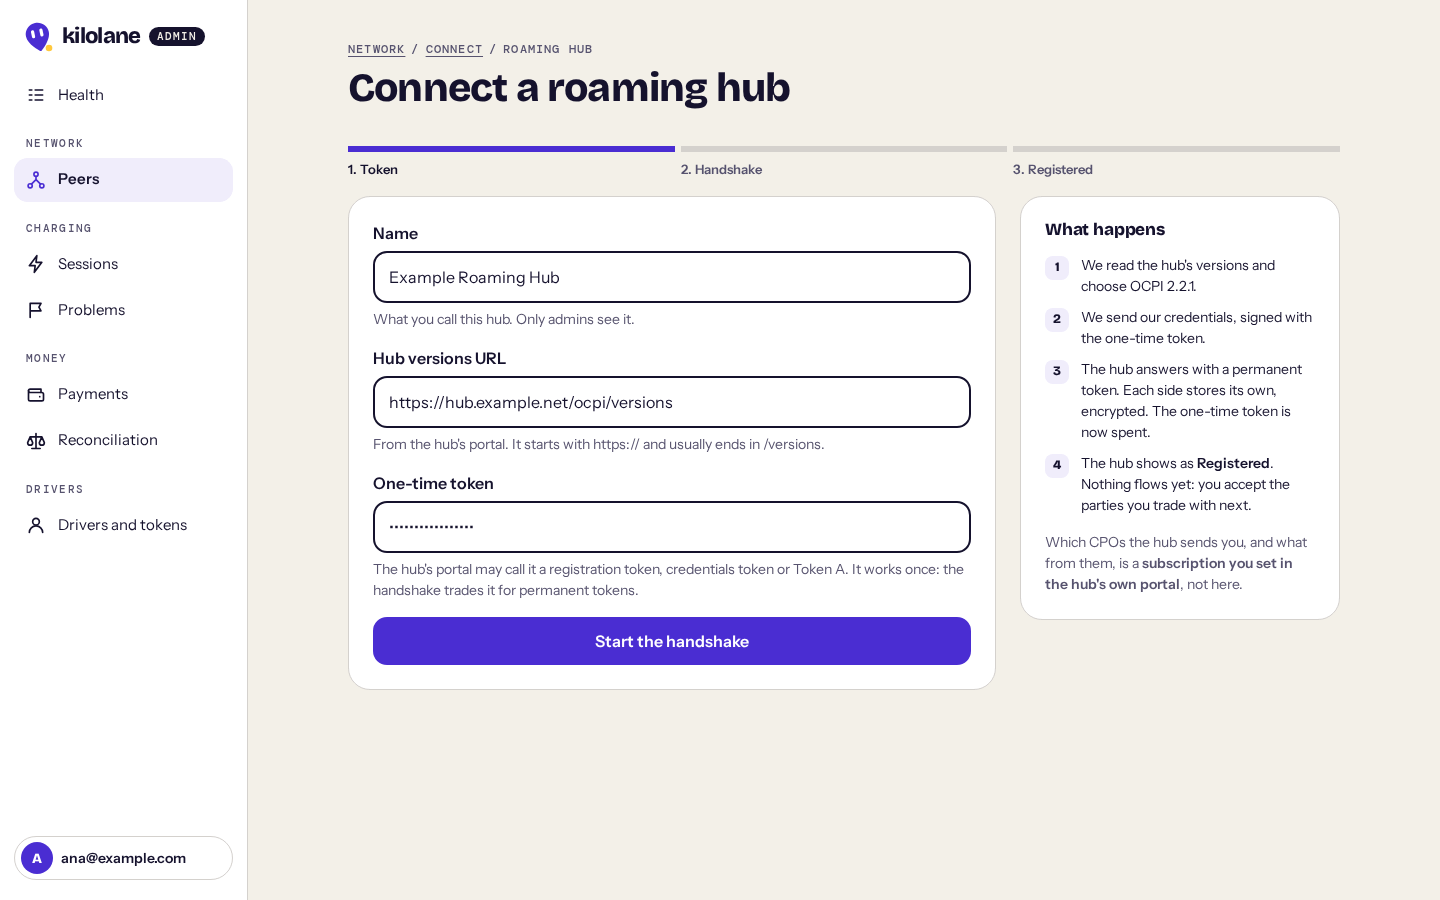 kilolane ADMIN
Health
NETWORK
Peers
CHARGING
Sessions
Problems
MONEY
Payments
Reconciliation
DRIVERS
Drivers and tokens
A ana@example.com
NETWORK / CONNECT / ROAMING HUB
Connect a roaming hub
1. Token
2. Handshake
3. Registered
Name
Example Roaming Hub
What you call this hub. Only admins see it.
Hub versions URL
https://hub.example.net/ocpi/versions
From the hub's portal. It starts with https:// and usually ends in /versions.
One-time token
•••••••••••••••••
The hub's portal may call it a registration token, credentials token or Token A. It works once: the
handshake trades it for permanent tokens.
Start the handshake
What happens
1 We read the hub's versions and
choose OCPI 2.2.1.
2 We send our credentials, signed with
the one-time token.
3 The hub answers with a permanent
token. Each side stores its own,
encrypted. The one-time token is
now spent.
4 The hub shows as Registered.
Nothing flows yet: you accept the
parties you trade with next.
Which CPOs the hub sends you, and what
from them, is a subscription you set in
the hub's own portal, not here.